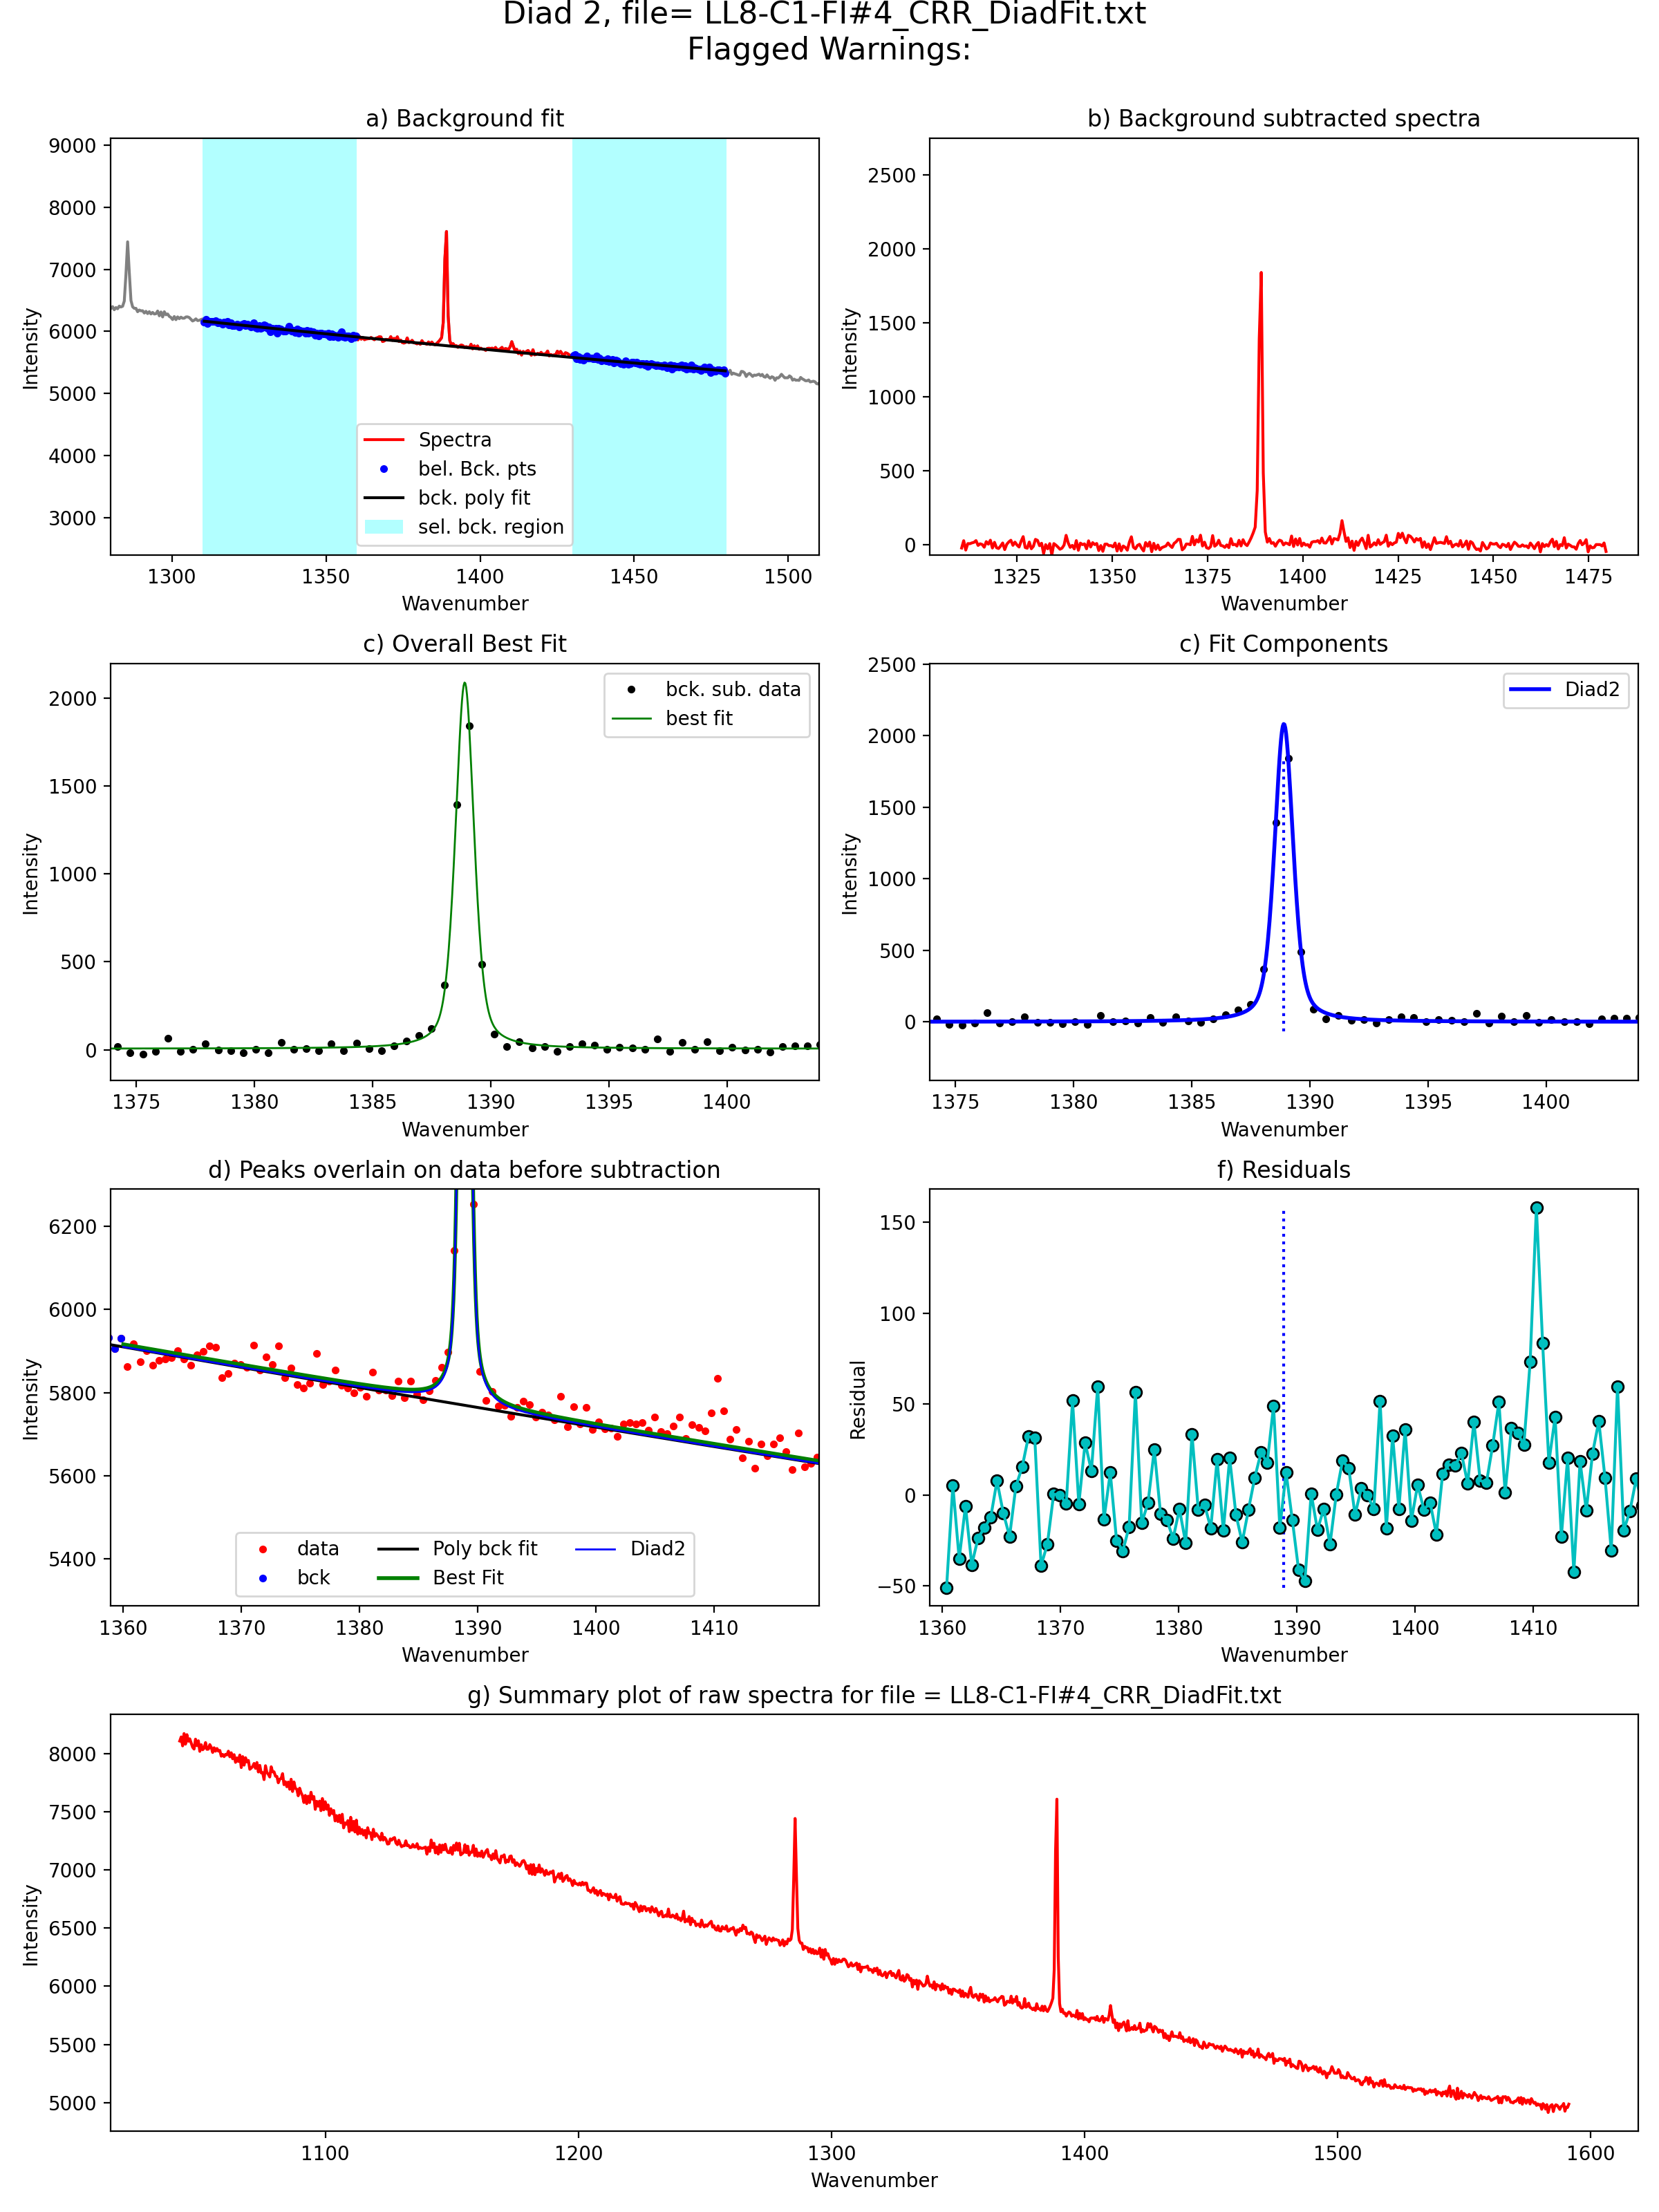 Diad 2, file= LL8-C1-FI#4_CRR_DiadFit.txt
Flagged Warnings:
a) Background fit
9000
8000
7000
6000
5000
4000
3000
Intensity
Spectra
bel. Bck. pts
bck. poly fit
sel. bck. region
1300 1350 1400 1450 1500
Wavenumber
b) Background subtracted spectra
2500
2000
1500
1000
500
0
Intensity
1325 1350 1375 1400 1425 1450 1475
Wavenumber
c) Overall Best Fit
2000
1500
1000
500
0
Intensity
bck. sub. data
best fit
1375 1380 1385 1390 1395 1400
Wavenumber
c) Fit Components
2500
2000
1500
1000
500
0
Intensity
Diad2
1375 1380 1385 1390 1395 1400
Wavenumber
d) Peaks overlain on data before subtraction
6200
6000
5800
5600
5400
Intensity
data
bck
Poly bck fit
Best Fit
Diad2
1360 1370 1380 1390 1400 1410
Wavenumber
f) Residuals
150
100
50
0
−50
Residual
1360 1370 1380 1390 1400 1410
Wavenumber
g) Summary plot of raw spectra for file = LL8-C1-FI#4_CRR_DiadFit.txt
8000
7500
7000
6500
6000
5500
5000
Intensity
1100 1200 1300 1400 1500 1600
Wavenumber